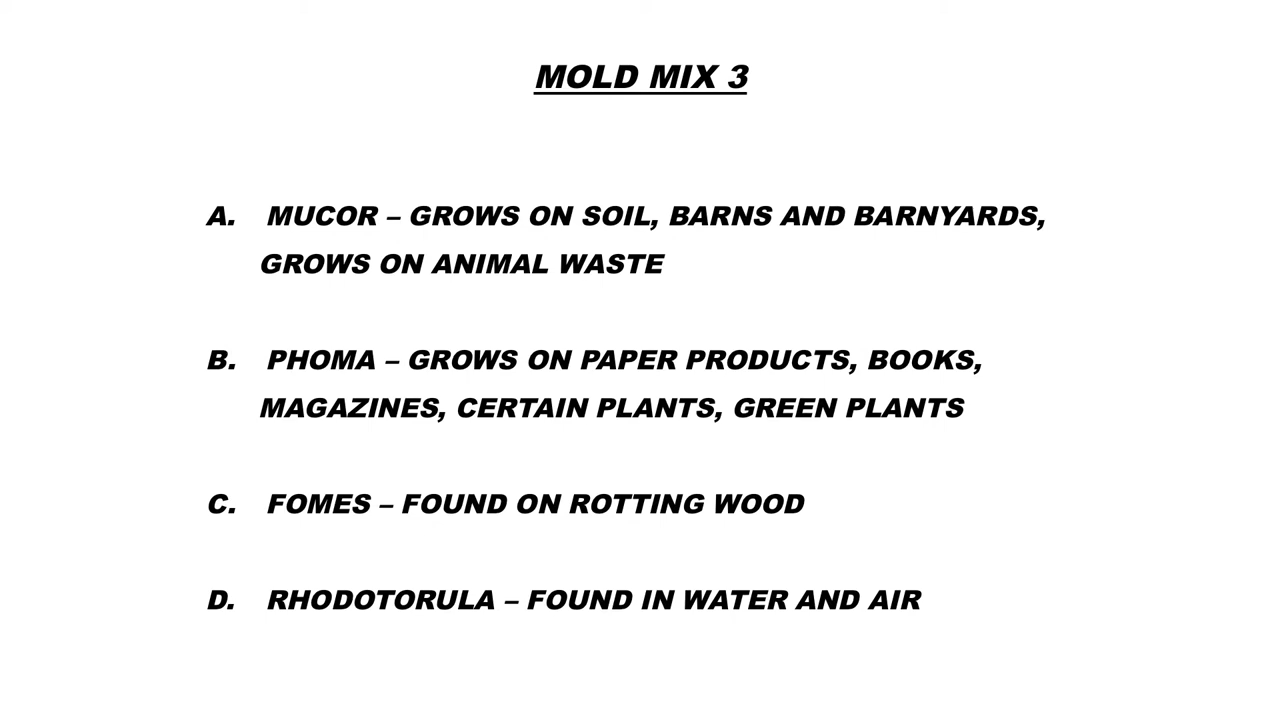 MOLD MIX 3
A. MUCOR – GROWS ON SOIL, BARNS AND BARNYARDS,
GROWS ON ANIMAL WASTE
B. PHOMA – GROWS ON PAPER PRODUCTS, BOOKS,
MAGAZINES, CERTAIN PLANTS, GREEN PLANTS
C. FOMES – FOUND ON ROTTING WOOD
D. RHODOTORULA – FOUND IN WATER AND AIR